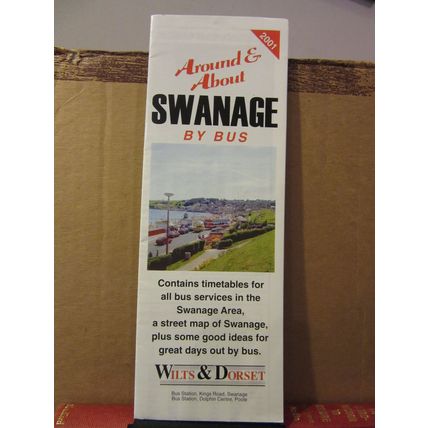 2001
Around &
About
SWANAGE
BY BUS
Contains timetables for
all bus services in the
Swanage Area,
a street map of Swanage,
plus some good ideas for
great days out by bus.
WILTS & DORSET
Bus Station, Kings Road, Swanage
Bus Station, Dolphin Centre, Poole